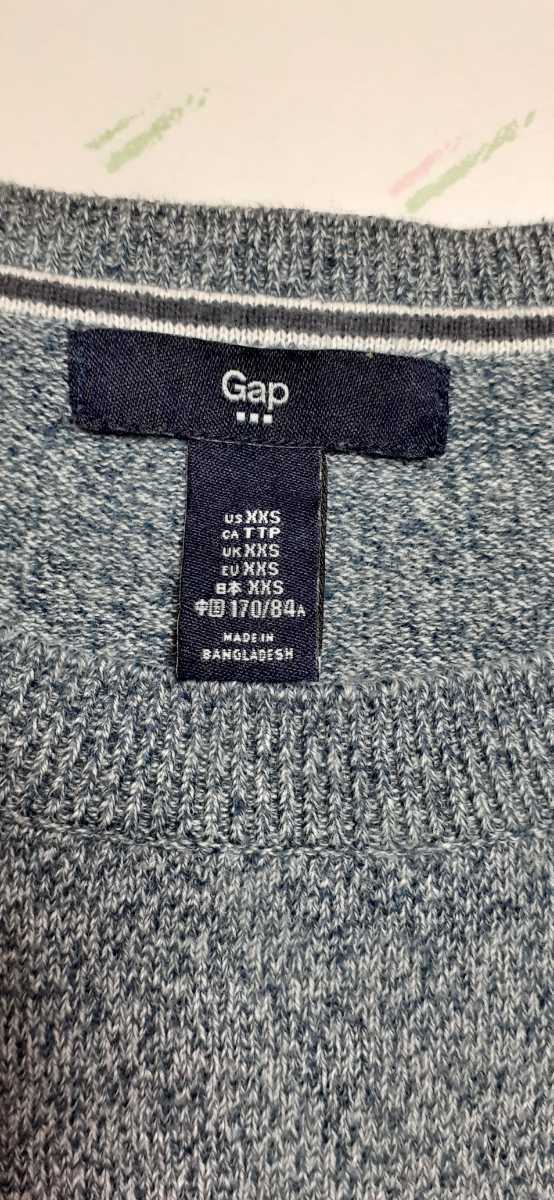 Gap
US XXS
CA TTP
UK XXS
EU XXS
日本 XXS
中国 170/84A
MADE IN
BANGLADESH